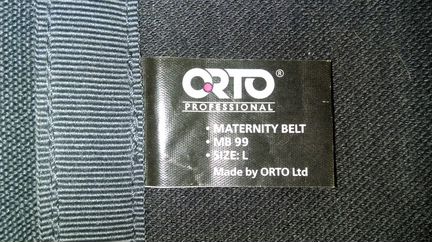 ORTO®
PROFESSIONAL
• MATERNITY BELT
• MB 99
• SIZE: L
Made by ORTO Ltd